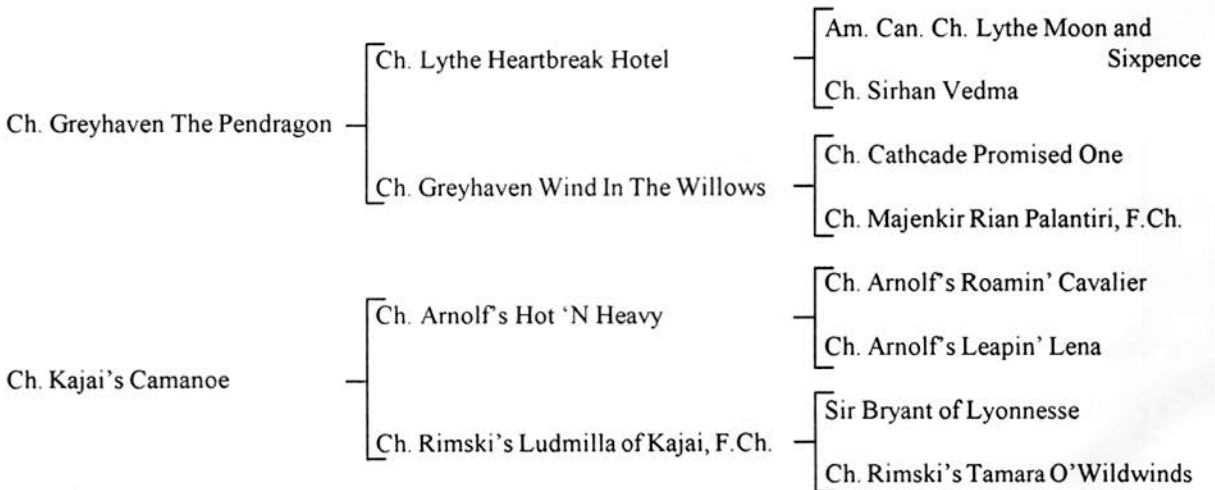 Am. Can. Ch. Lythe Moon and
Sixpence
Ch. Lythe Heartbreak Hotel
Ch. Sirhan Vedma
Ch. Greyhaven The Pendragon
Ch. Cathcade Promised One
Ch. Greyhaven Wind In The Willows
Ch. Majenkir Rian Palantiri, F.Ch.
Ch. Arnolf's Roamin' Cavalier
Ch. Arnolf's Hot ‘N Heavy
Ch. Arnolf's Leapin' Lena
Ch. Kajai's Camanoe
Sir Bryant of Lyonnesse
Ch. Rimski's Ludmilla of Kajai, F.Ch.
Ch. Rimski's Tamara O'Wildwinds